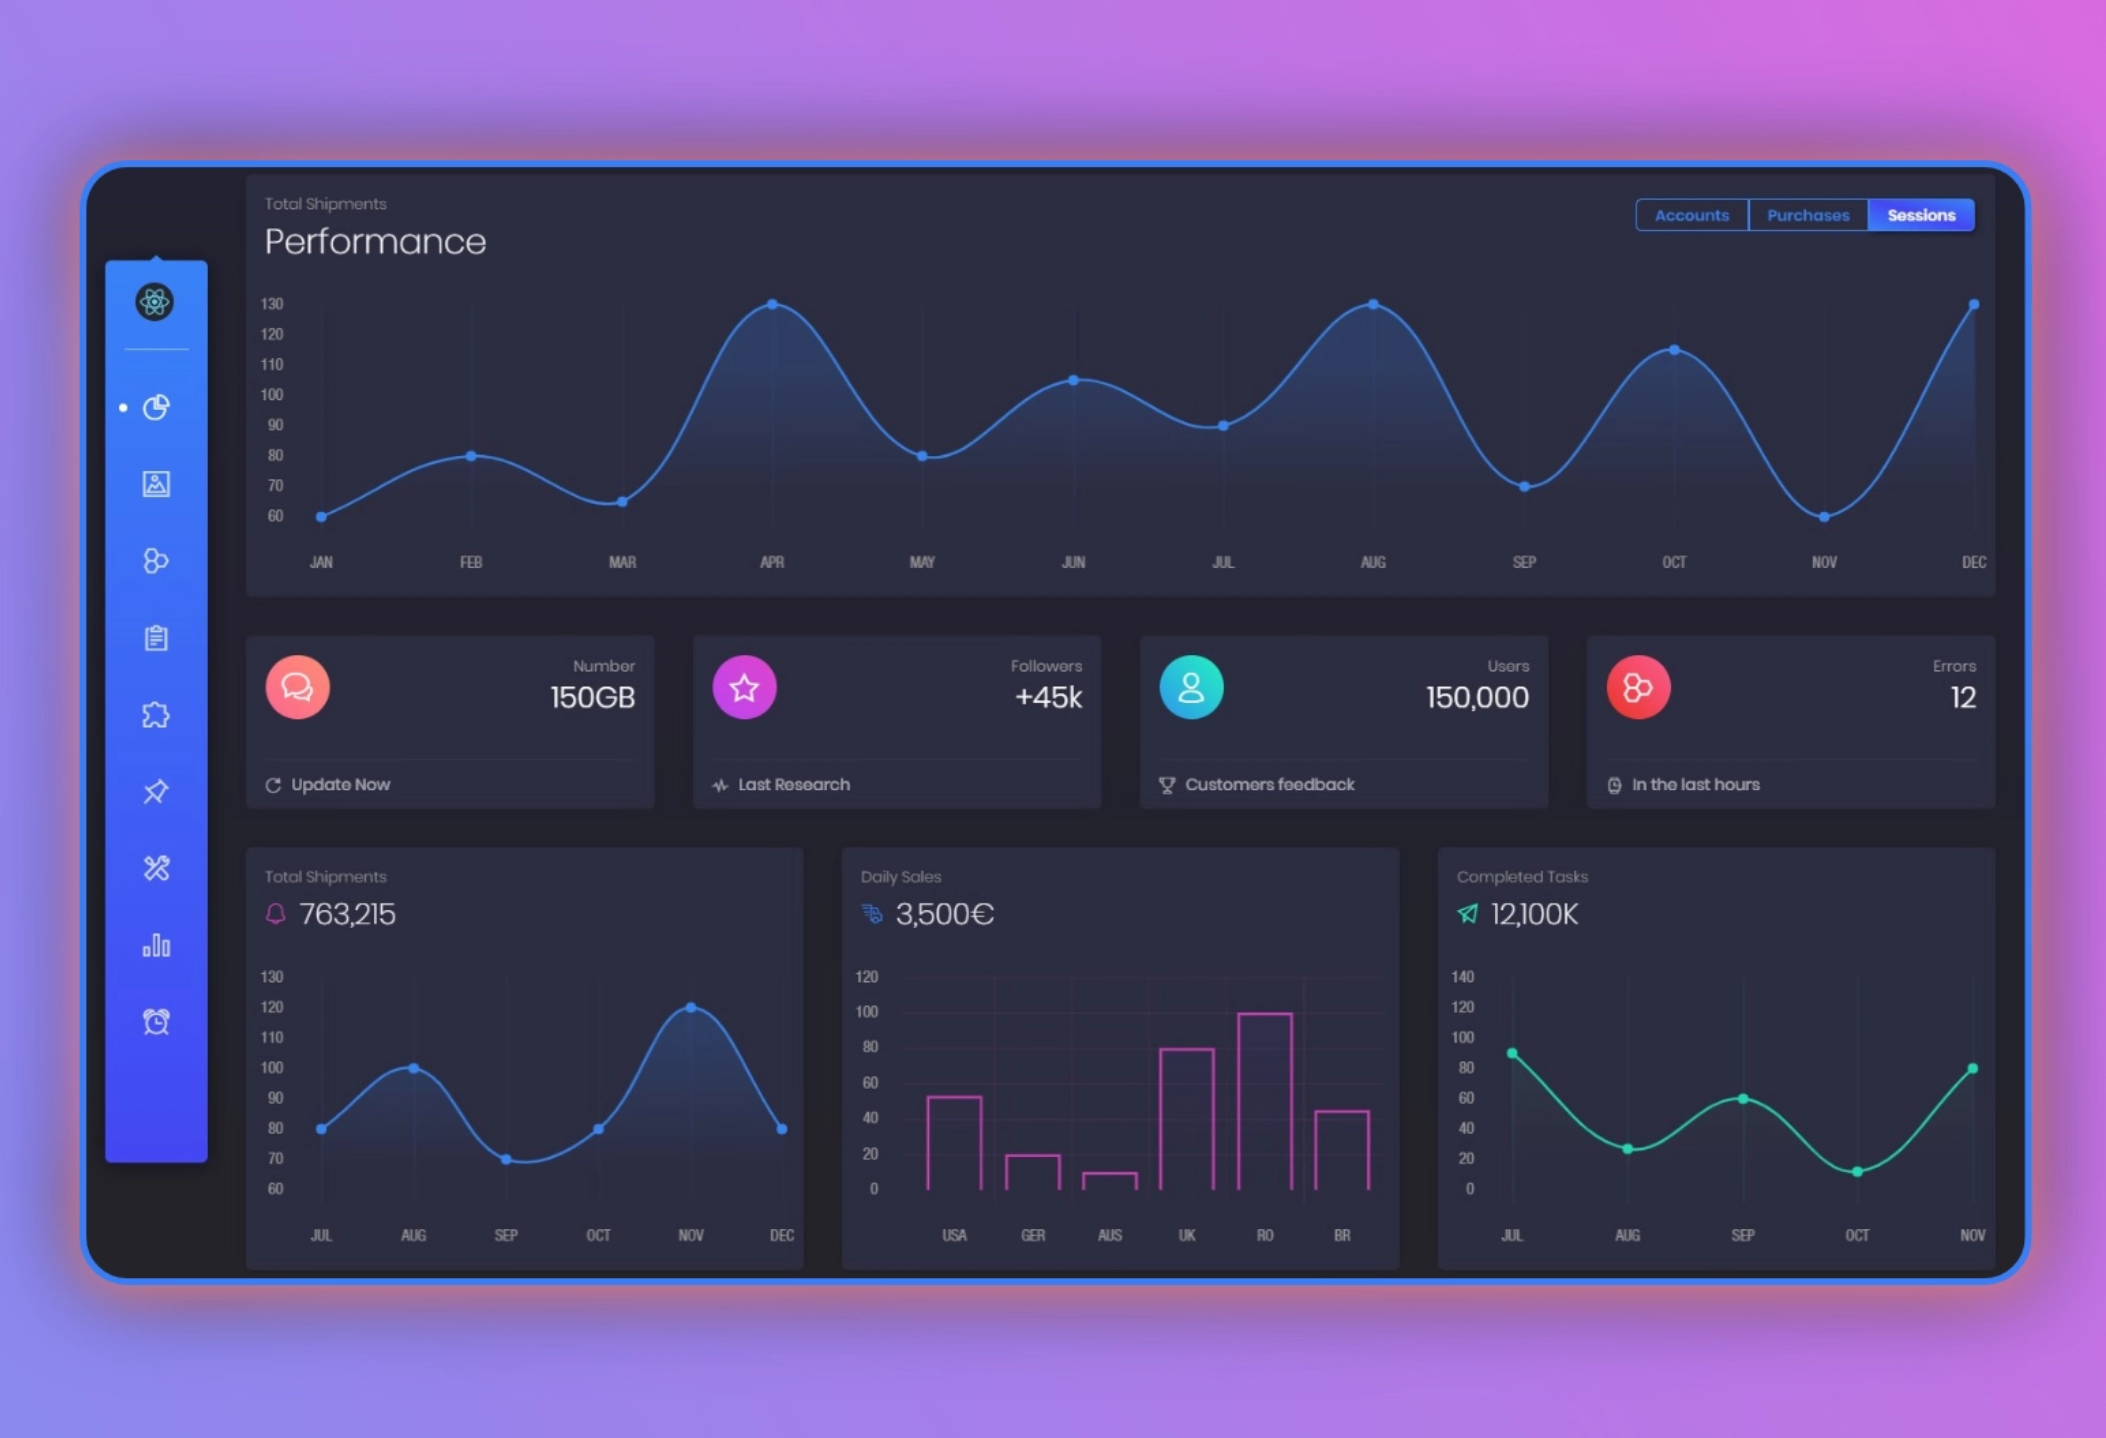 Total Shipments
Performance
Accounts Purchases Sessions
130
120
110
100
90
80
70
60
JAN FEB MAR APR MAY JUN JUL AUG SEP OCT NOV DEC
Number
150GB
Update Now
Followers
+45k
Last Research
Users
150,000
Customers feedback
Errors
12
In the last hours
Total Shipments
763,215
130
120
110
100
90
80
70
60
JUL AUG SEP OCT NOV DEC
Daily Sales
3,500€
120
100
80
60
40
20
0
USA GER AUS UK RO BR
Completed Tasks
12,100K
140
120
100
80
60
40
20
0
JUL AUG SEP OCT NOV